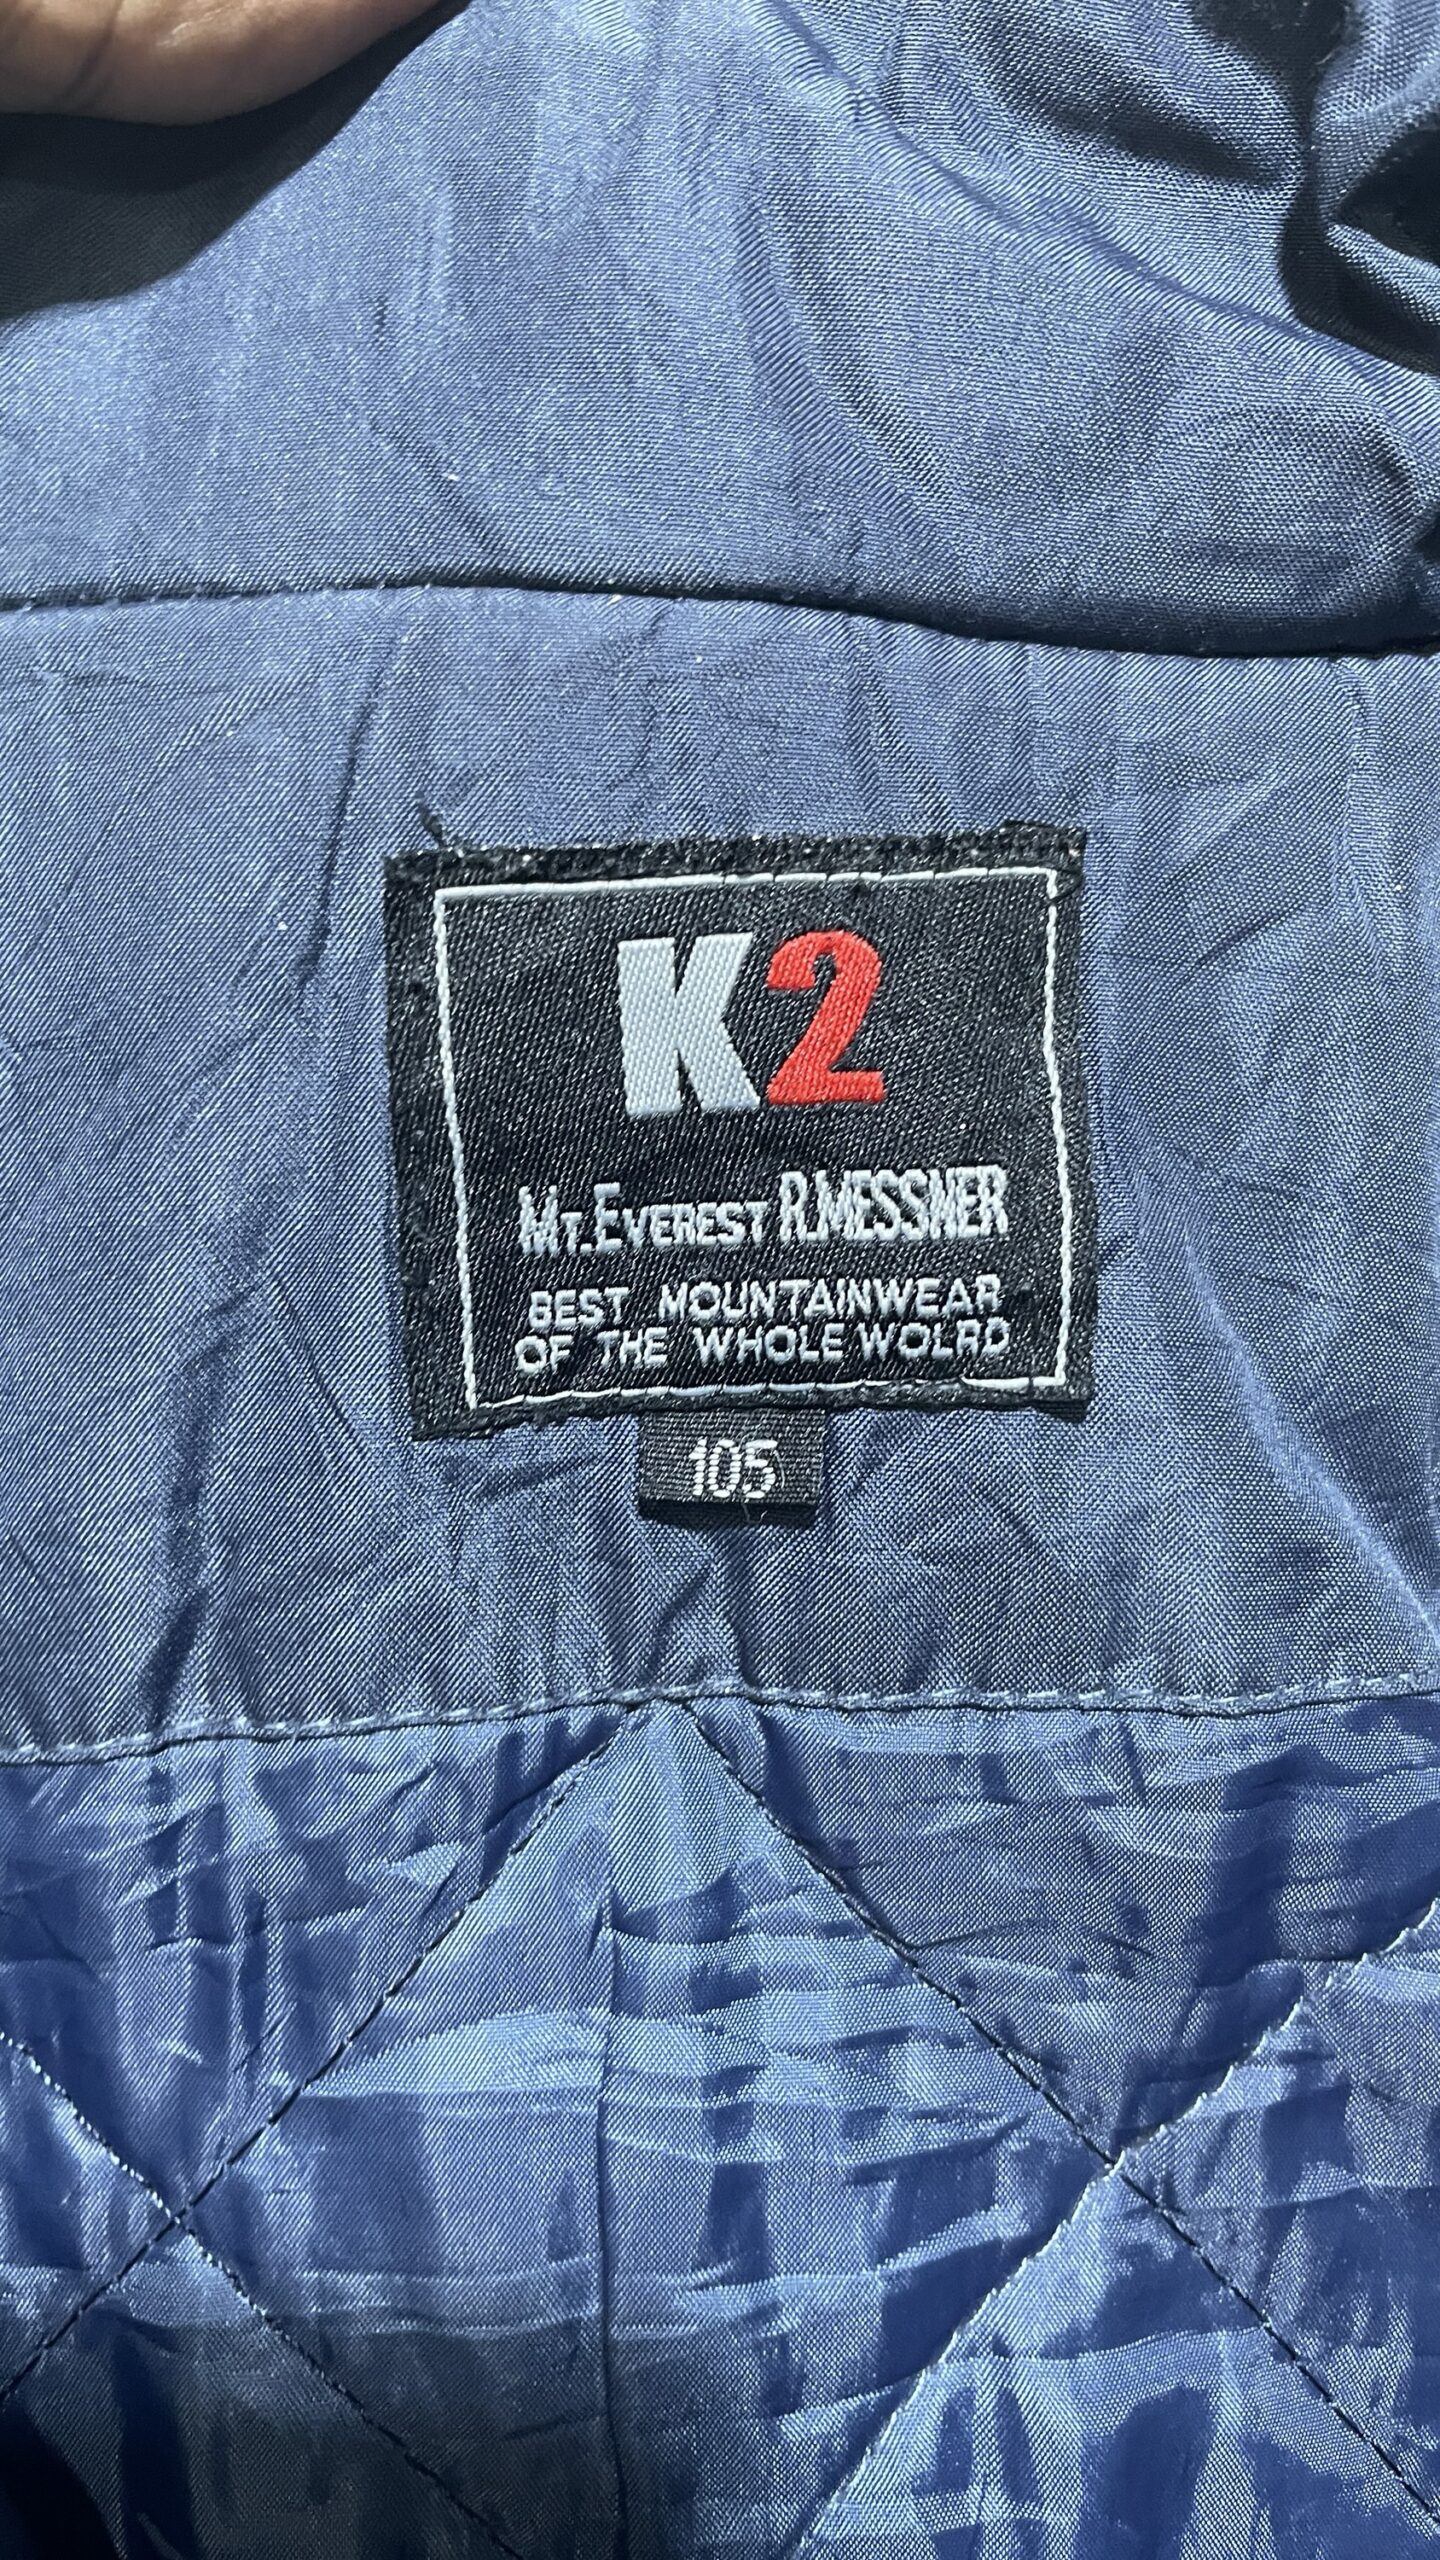 K2
MT. EVEREST R.MESSNER
BEST MOUNTAINWEAR
OF THE WHOLE WOLRD
105